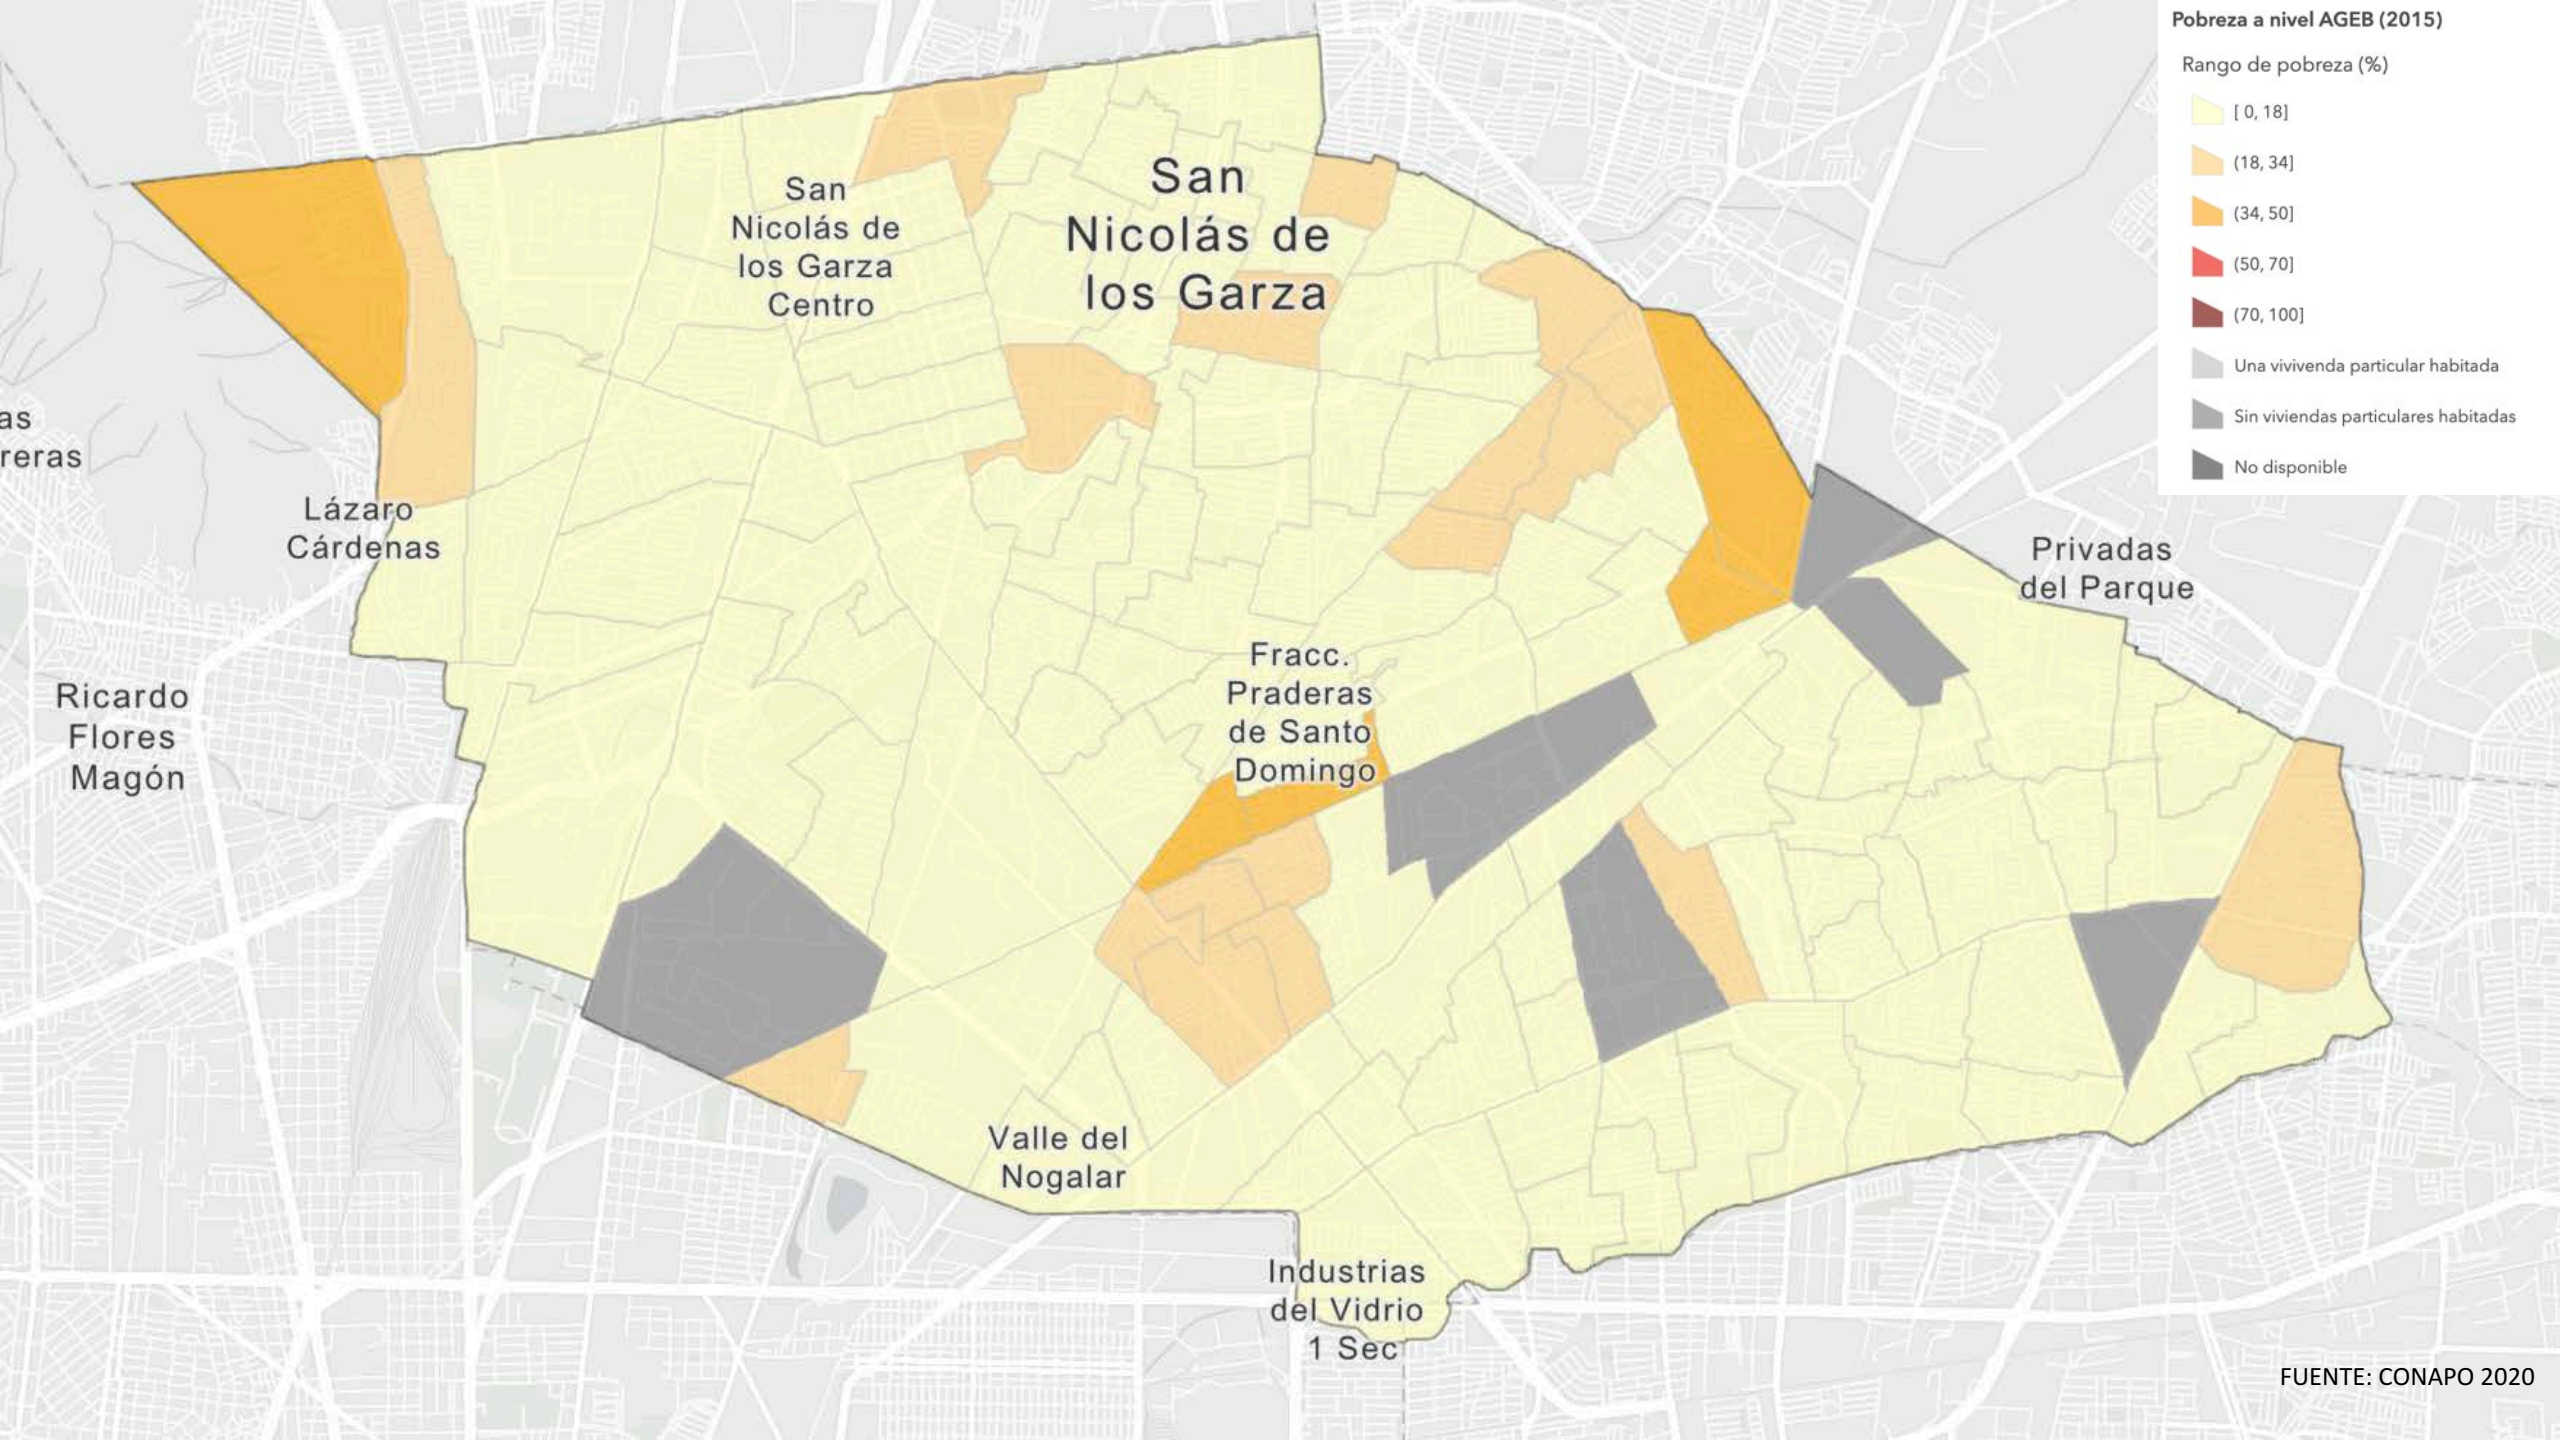 Pobreza a nivel AGEB (2015)
Rango de pobreza (%)
[ 0, 18]
(18, 34]
(34, 50]
(50, 70]
(70, 100]
Una vivivenda particular habitada
Sin viviendas particulares habitadas
No disponible
San
Nicolás de
los Garza
Centro
San
Nicolás de
los Garza
as
reras
Lázaro
Cárdenas
Privadas
del Parque
Ricardo
Flores
Magón
Fracc.
Praderas
de Santo
Domingo
Valle del
Nogalar
Industrias
del Vidrio
1 Sec
FUENTE: CONAPO 2020